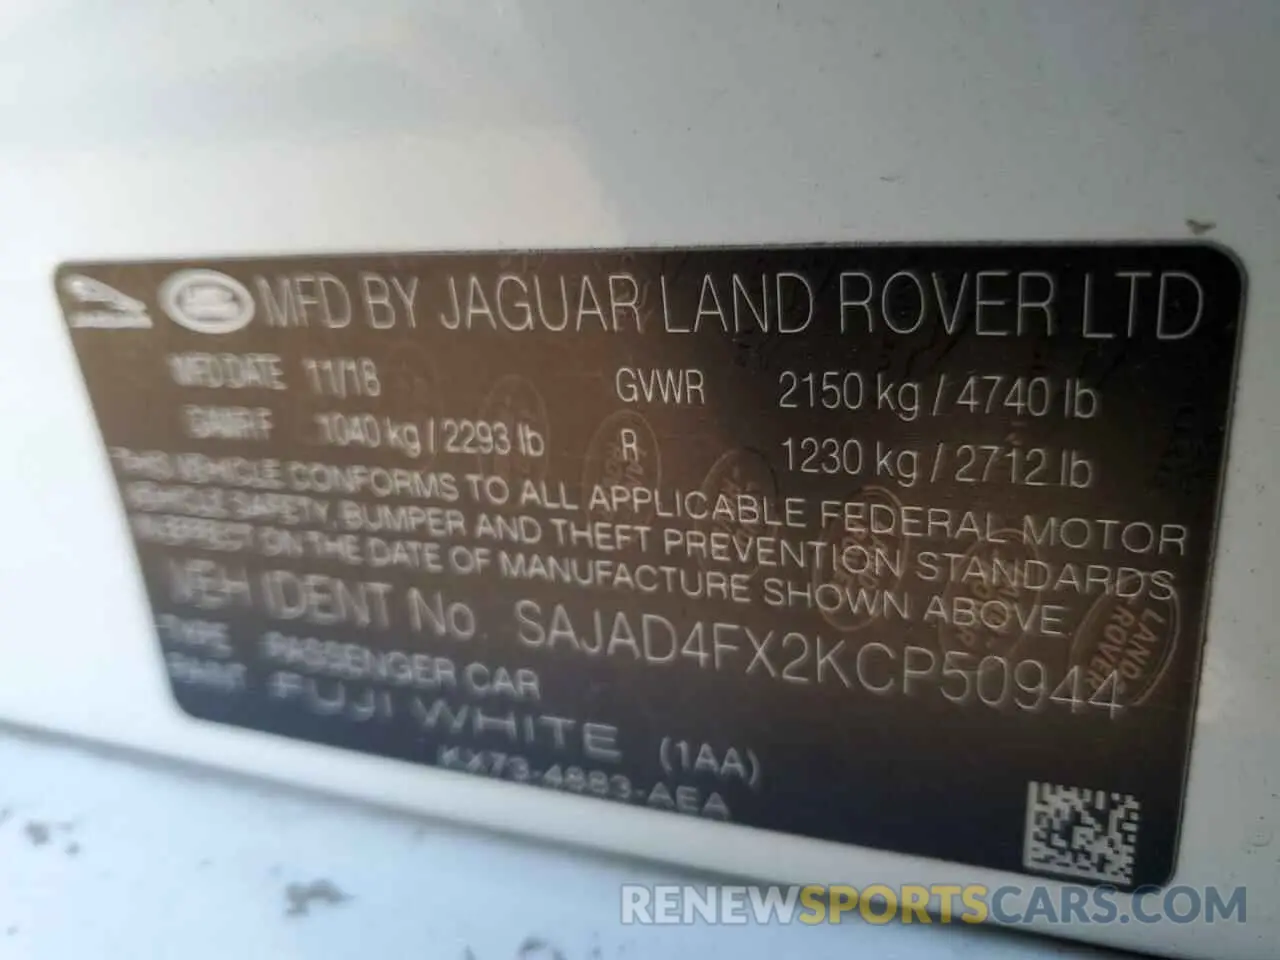 MFD BY JAGUAR LAND ROVER LTD
MFD DATE 11/18 GVWR 2150 kg / 4740 lb
GAWR F 1040 kg / 2293 lb R 1230 kg / 2712 lb
THIS VEHICLE CONFORMS TO ALL APPLICABLE FEDERAL MOTOR
VEHICLE SAFETY, BUMPER AND THEFT PREVENTION STANDARDS
IN EFFECT ON THE DATE OF MANUFACTURE SHOWN ABOVE.
VEH IDENT No. SAJAD4FX2KCP50944
TYPE PASSENGER CAR
PAINT FUJI WHITE (1AA)
KX73-4883-AEA
LAND ROVER
RENEWSPORTSCARS.COM